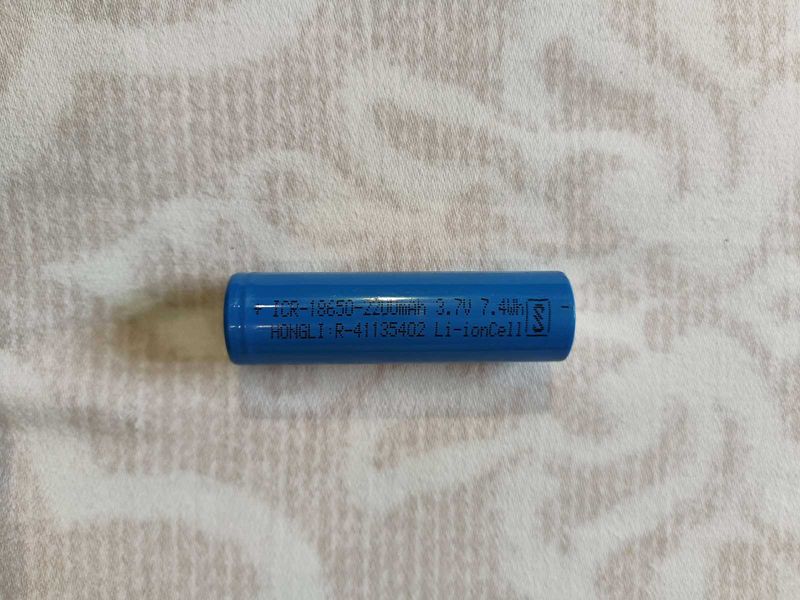 + ICR-18650-2200mAh 3.7V 7.4Wh -
HONGLI:R-41135402 Li-ionCell